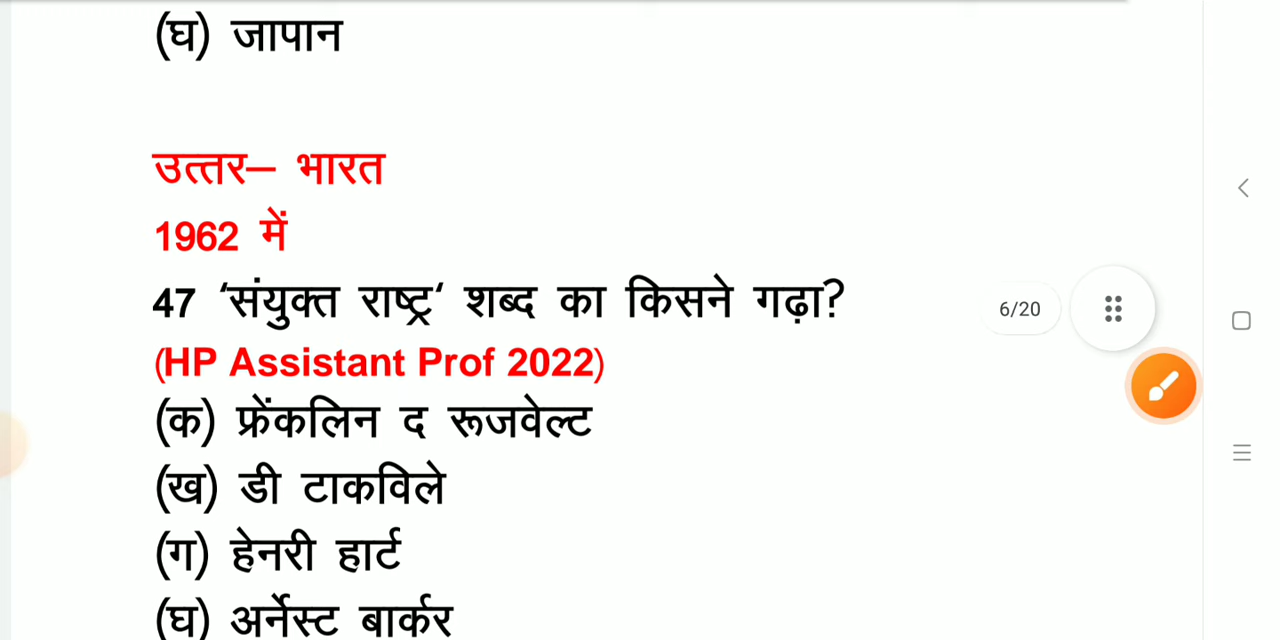 (घ) जापान
उत्तर– भारत
1962 में
47 ‘संयुक्त राष्ट्र‘ शब्द का किसने गढ़ा?
6/20
(HP Assistant Prof 2022)
(क) फ्रेंकलिन द रूजवेल्ट
(ख) डी टाकविले
(ग) हेनरी हार्ट
(घ) अर्नेस्ट बार्कर